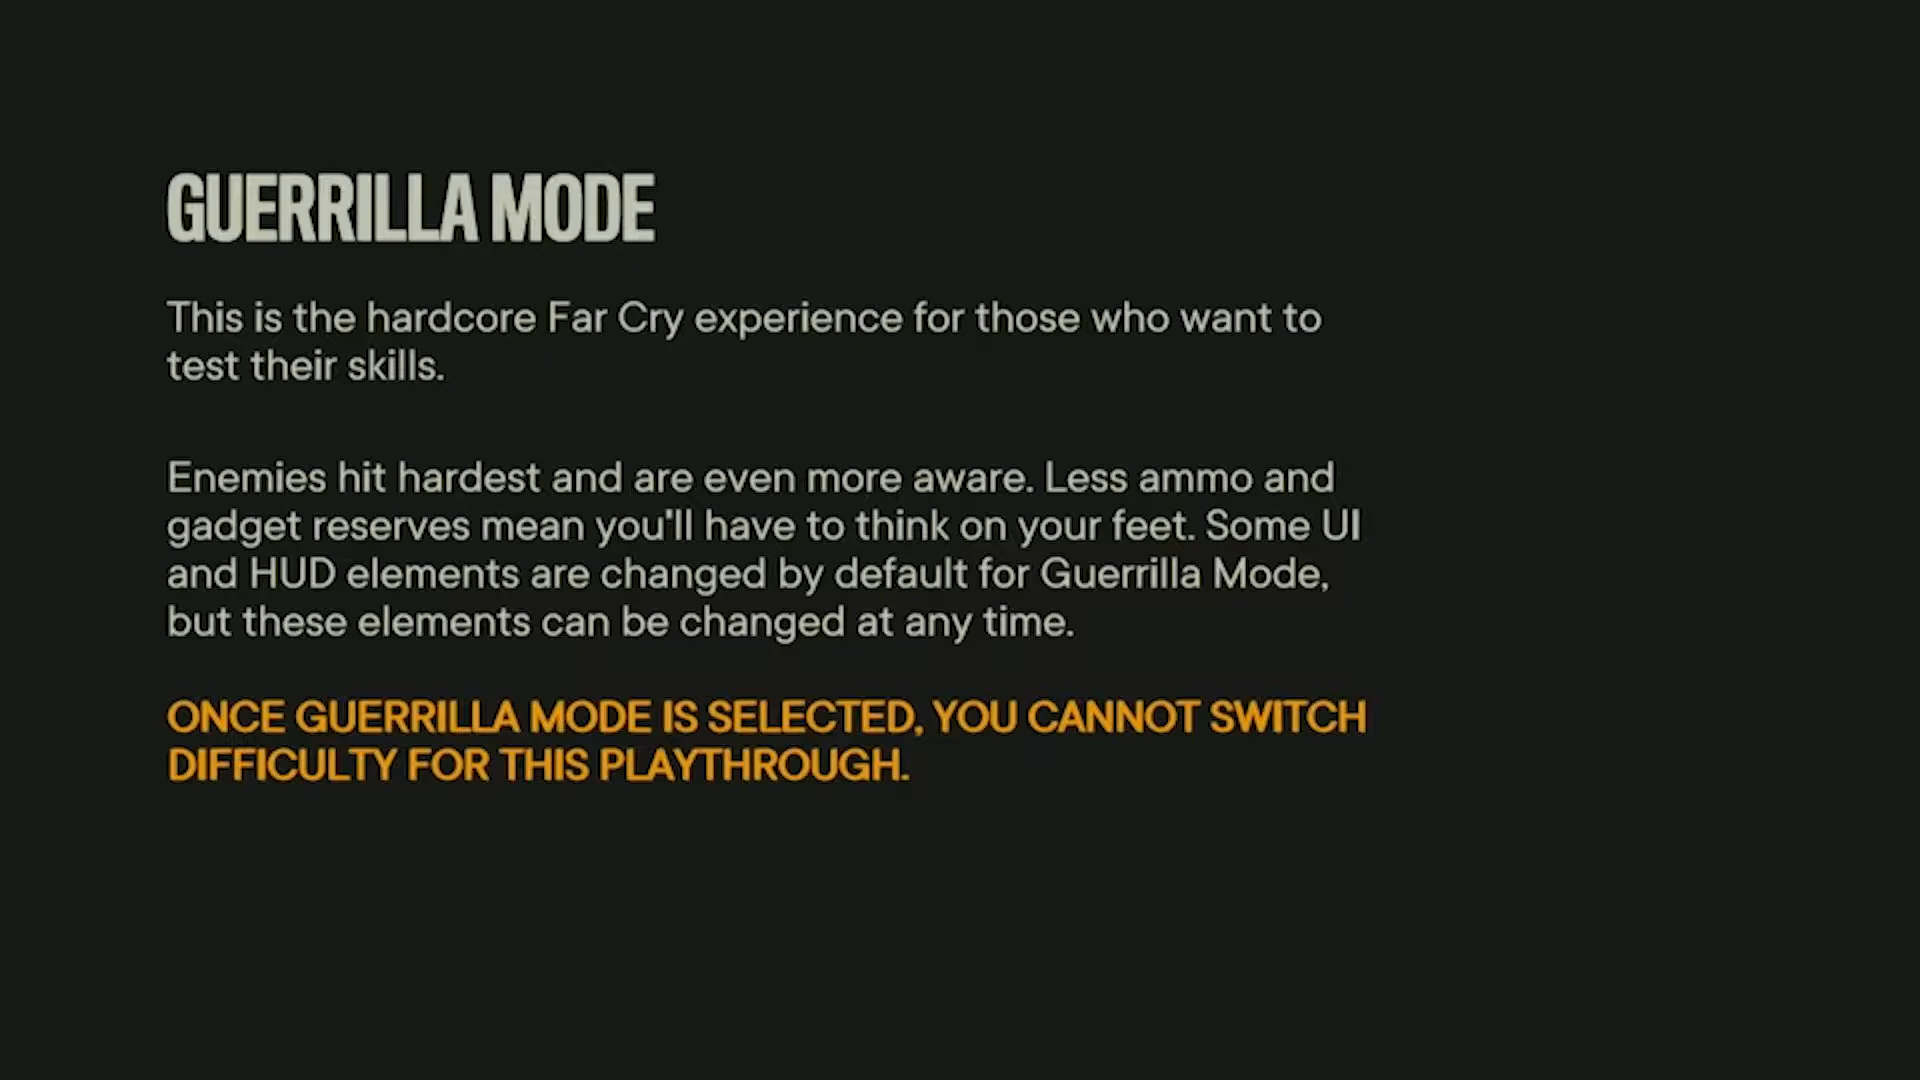 GUERRILLA MODE
This is the hardcore Far Cry experience for those who want to
test their skills.
Enemies hit hardest and are even more aware. Less ammo and
gadget reserves mean you'll have to think on your feet. Some UI
and HUD elements are changed by default for Guerrilla Mode,
but these elements can be changed at any time.
ONCE GUERRILLA MODE IS SELECTED, YOU CANNOT SWITCH
DIFFICULTY FOR THIS PLAYTHROUGH.